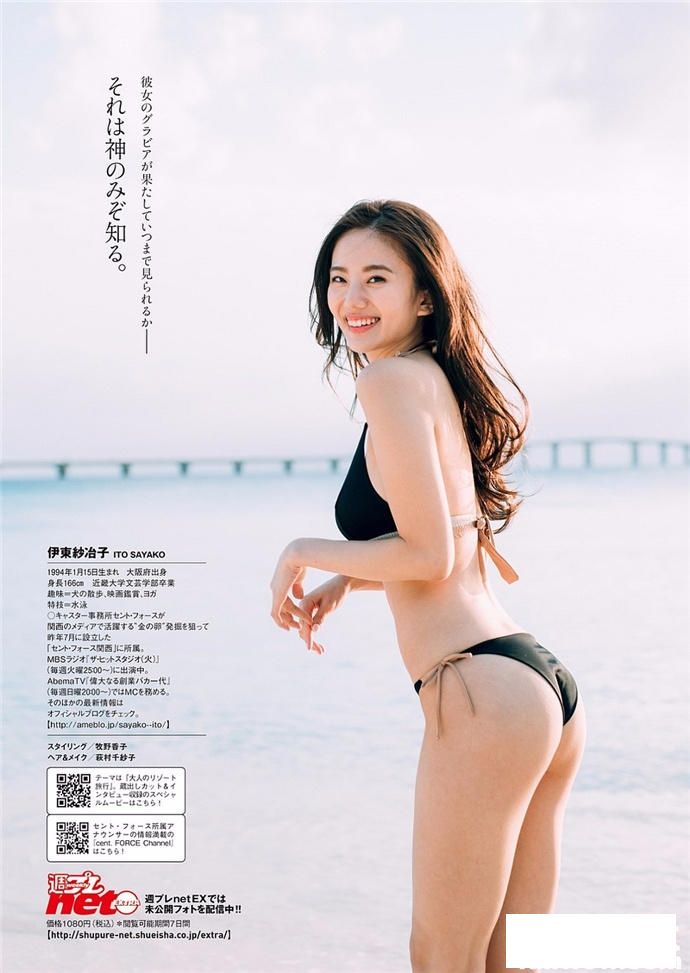 彼女のグラビアが果たしていつまで見られるか――
それは神のみぞ知る。
伊東紗冶子 ITO SAYAKO
1994年1月15日生まれ 大阪府出身
身長166㎝ 近畿大学文芸学部卒業
趣味＝犬の散歩、映画鑑賞、ヨガ
特技＝水泳
○キャスター事務所セント・フォースが
関西のメディアで活躍する“金の卵”発掘を狙って
昨年7月に設立した
「セント・フォース関西」に所属。
MBSラジオ『ザ・ヒットスタジオ(火)』
(毎週火曜25:00～)に出演中。
AbemaTV『偉大なる創業バカ一代』
(毎週日曜20:00～)ではMCを務める。
そのほかの最新情報は
オフィシャルブログをチェック。
【http://ameblo.jp/sayako--ito/】
スタイリング／牧野香子
ヘア&メイク／萩村千紗子
テーマは「大人のリゾート
旅行」。蔵出しカット＆イ
ンタビュー収録のスペシャ
ルムービーはこちら！
セント・フォース所属ア
ナウンサーの情報満載の
「cent. FORCE Channel」
はこちら！
週プレ
net EXTRA
週プレnetEXでは
未公開フォトを配信中!!
価格1080円(税込) ＊閲覧可能期間7日間
【http://shupure-net.shueisha.co.jp/extra/】